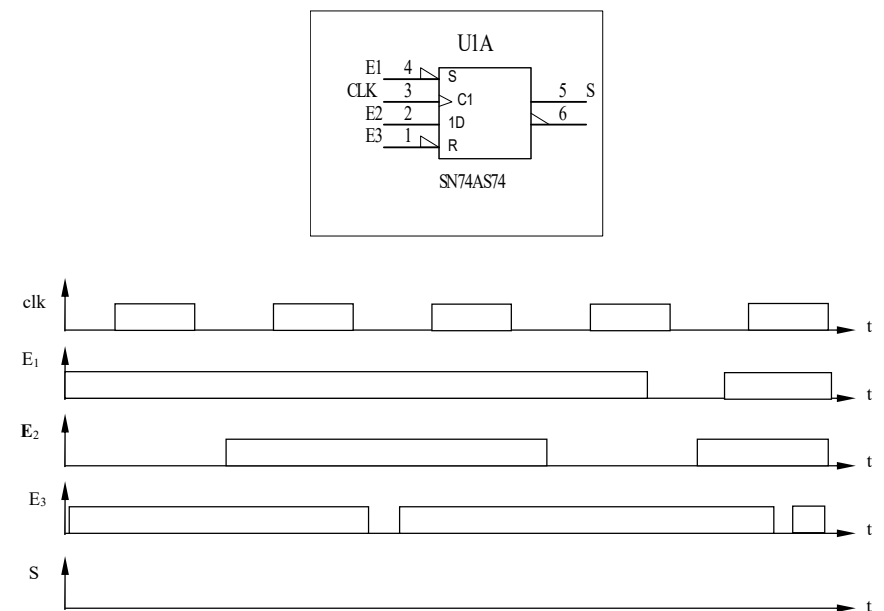 U1A
E1 4 S
CLK 3 C1 5 S
E2 2 1D 6
E3 1 R
SN74AS74
clk t
E1 t
E2 t
E3 t
S t